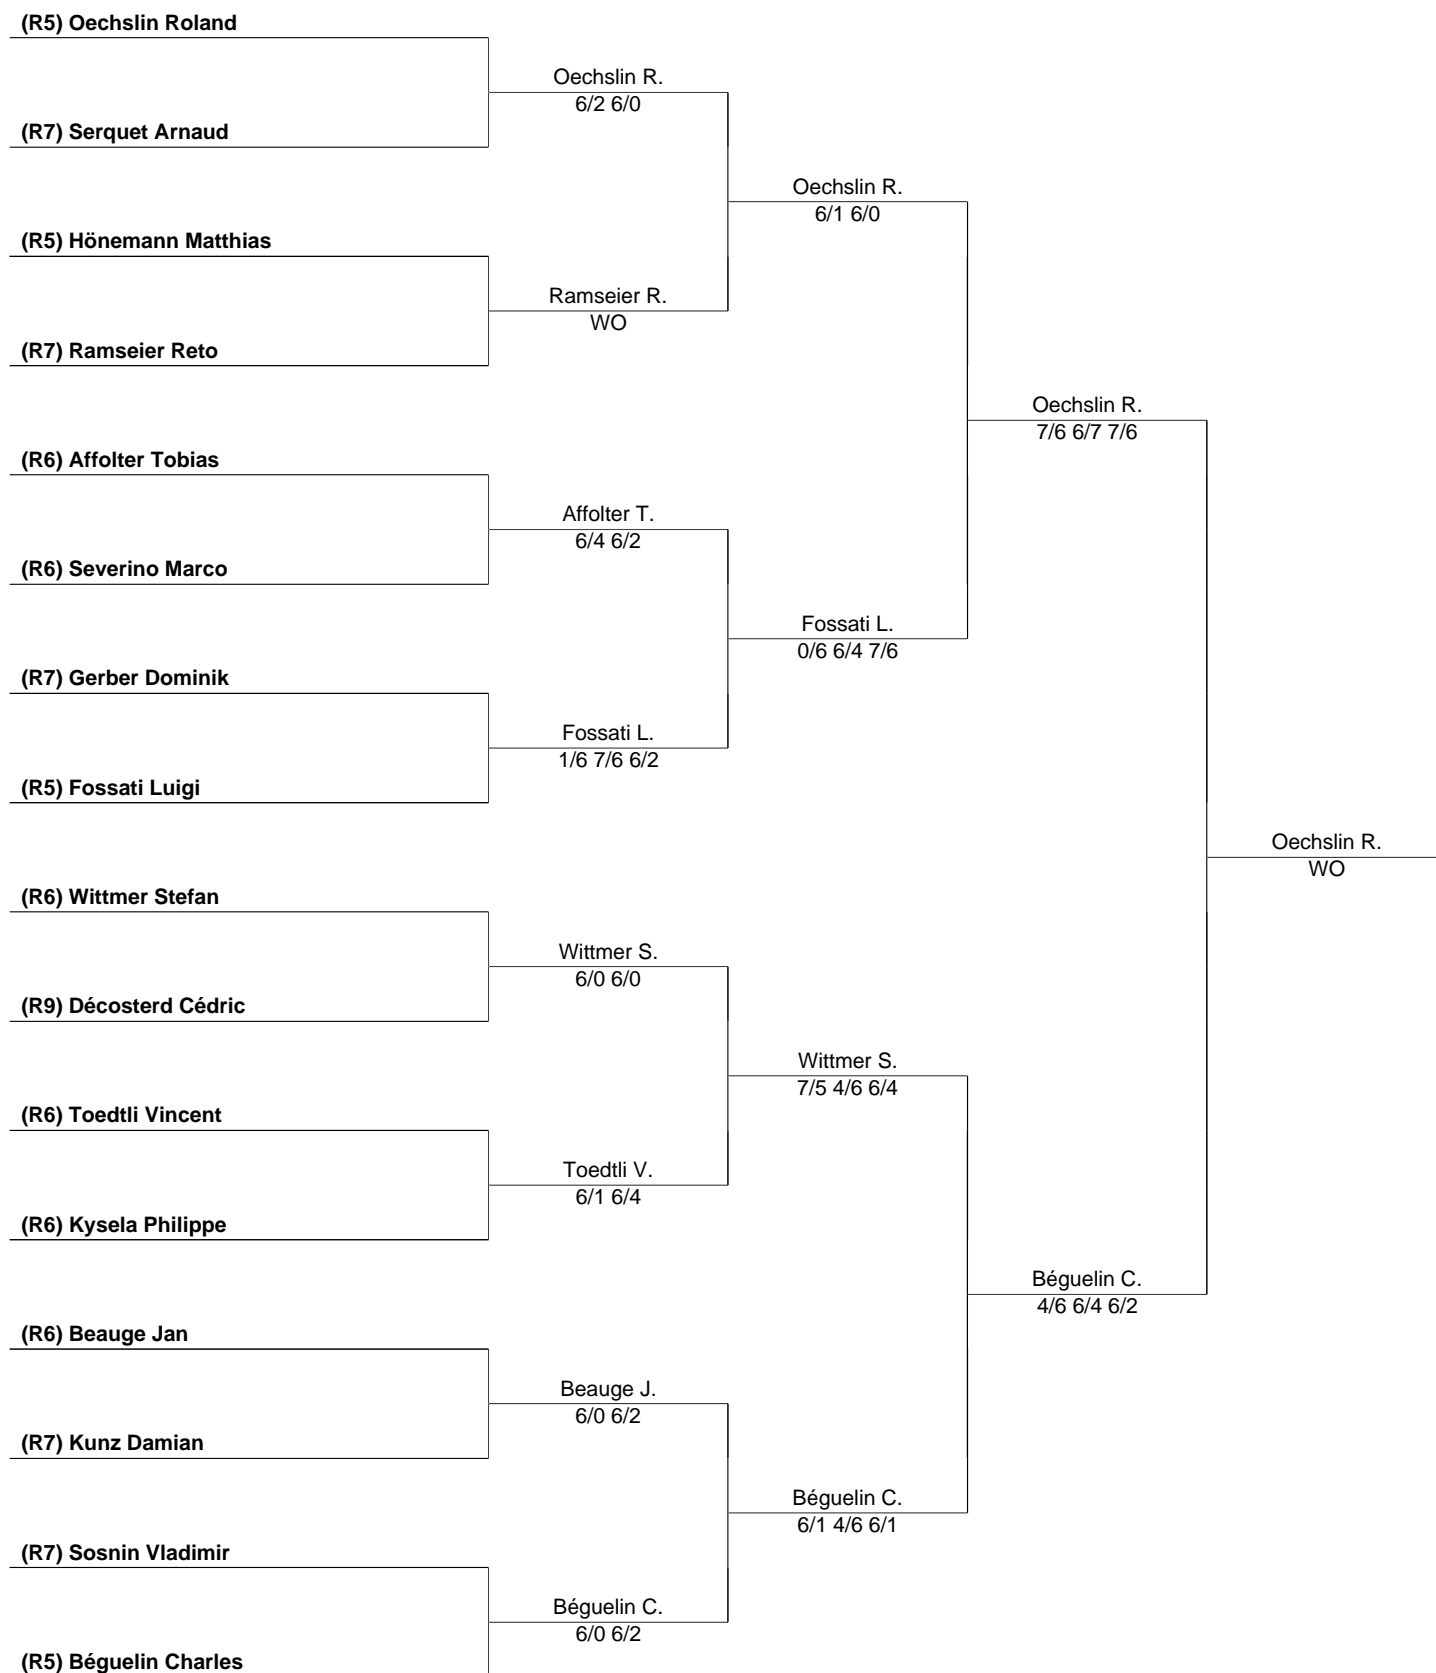 (R5) Oechslin Roland
Oechslin R.
6/2 6/0
(R7) Serquet Arnaud
Oechslin R.
6/1 6/0
(R5) Hönemann Matthias
Ramseier R.
WO
(R7) Ramseier Reto
Oechslin R.
7/6 6/7 7/6
(R6) Affolter Tobias
Affolter T.
6/4 6/2
(R6) Severino Marco
Fossati L.
0/6 6/4 7/6
(R7) Gerber Dominik
Fossati L.
1/6 7/6 6/2
(R5) Fossati Luigi
Oechslin R.
WO
(R6) Wittmer Stefan
Wittmer S.
6/0 6/0
(R9) Décosterd Cédric
Wittmer S.
7/5 4/6 6/4
(R6) Toedtli Vincent
Toedtli V.
6/1 6/4
(R6) Kysela Philippe
Béguelin C.
4/6 6/4 6/2
(R6) Beauge Jan
Beauge J.
6/0 6/2
(R7) Kunz Damian
Béguelin C.
6/1 4/6 6/1
(R7) Sosnin Vladimir
Béguelin C.
6/0 6/2
(R5) Béguelin Charles